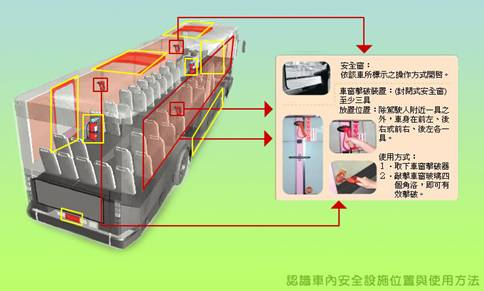 安全窗：
依該車所標示之操作方式開啓。
車窗擊破裝置：(封閉式安全窗)
至少三具
放置位置：除駕駛人附近一具之
外，車身在前左、後
右或前右、後左各一
具。
使用方式：
1．取下車窗擊破器
2．敲擊車窗玻璃四
個角落，即可有
效擊破。
認識車內安全設施位置與使用方法